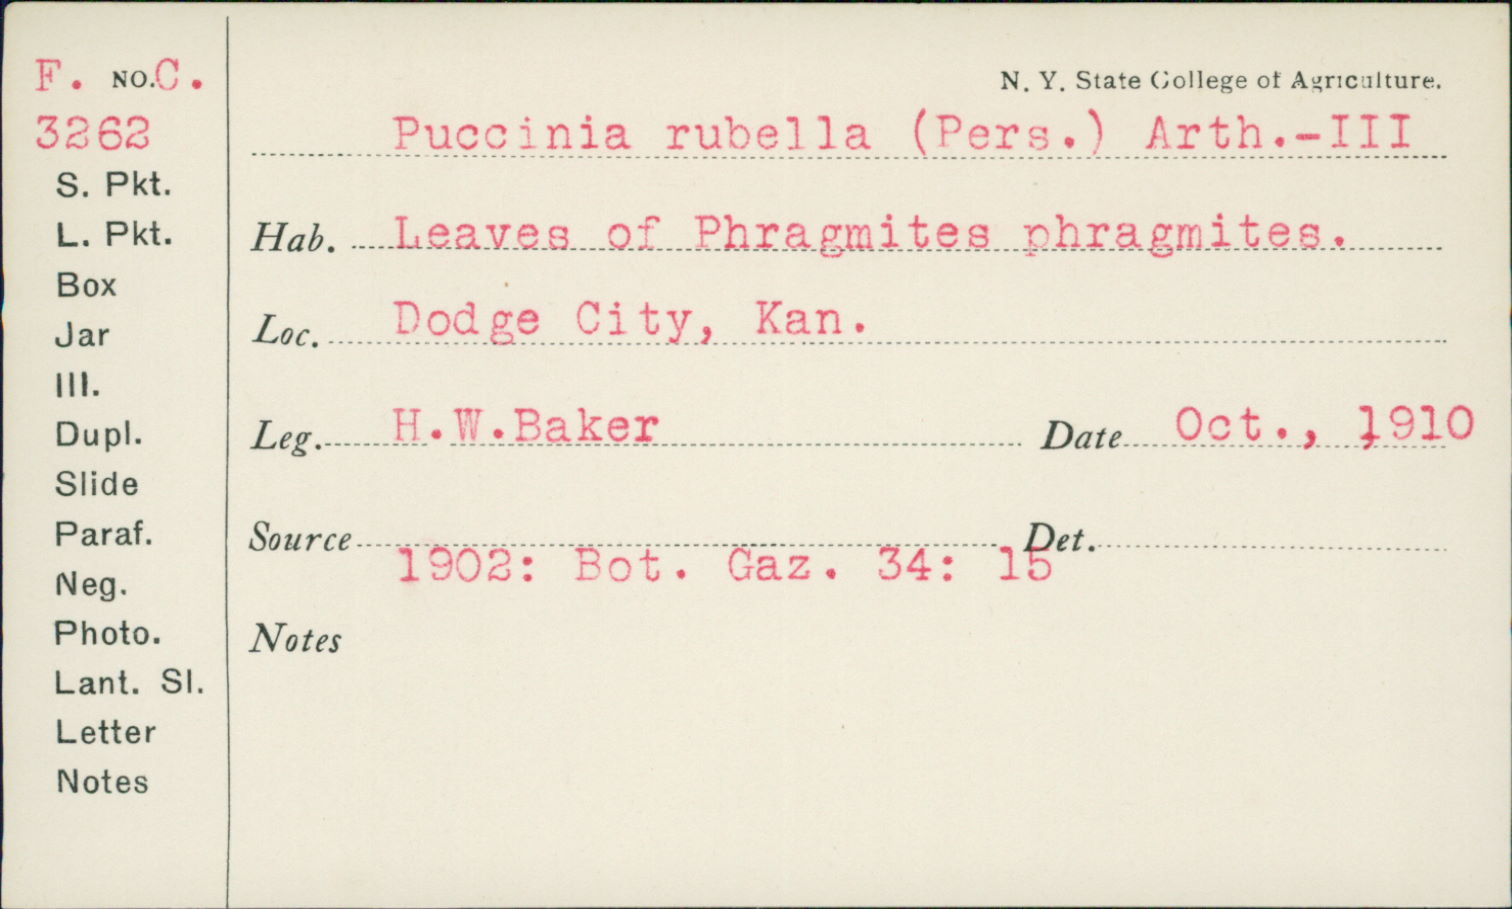 F. NO.C.
3262
S. Pkt.
L. Pkt.
Box
Jar
Ill.
Dupl.
Slide
Paraf.
Neg.
Photo.
Lant. Sl.
Letter
Notes
N. Y. State College of Agriculture.
Puccinia rubella (Pers.) Arth.-III
Hab. Leaves of Phragmites phragmites.
Loc. Dodge City, Kan.
Leg. H.W.Baker Date Oct., 1910
Source Det.
1902: Bot. Gaz. 34: 15
Notes